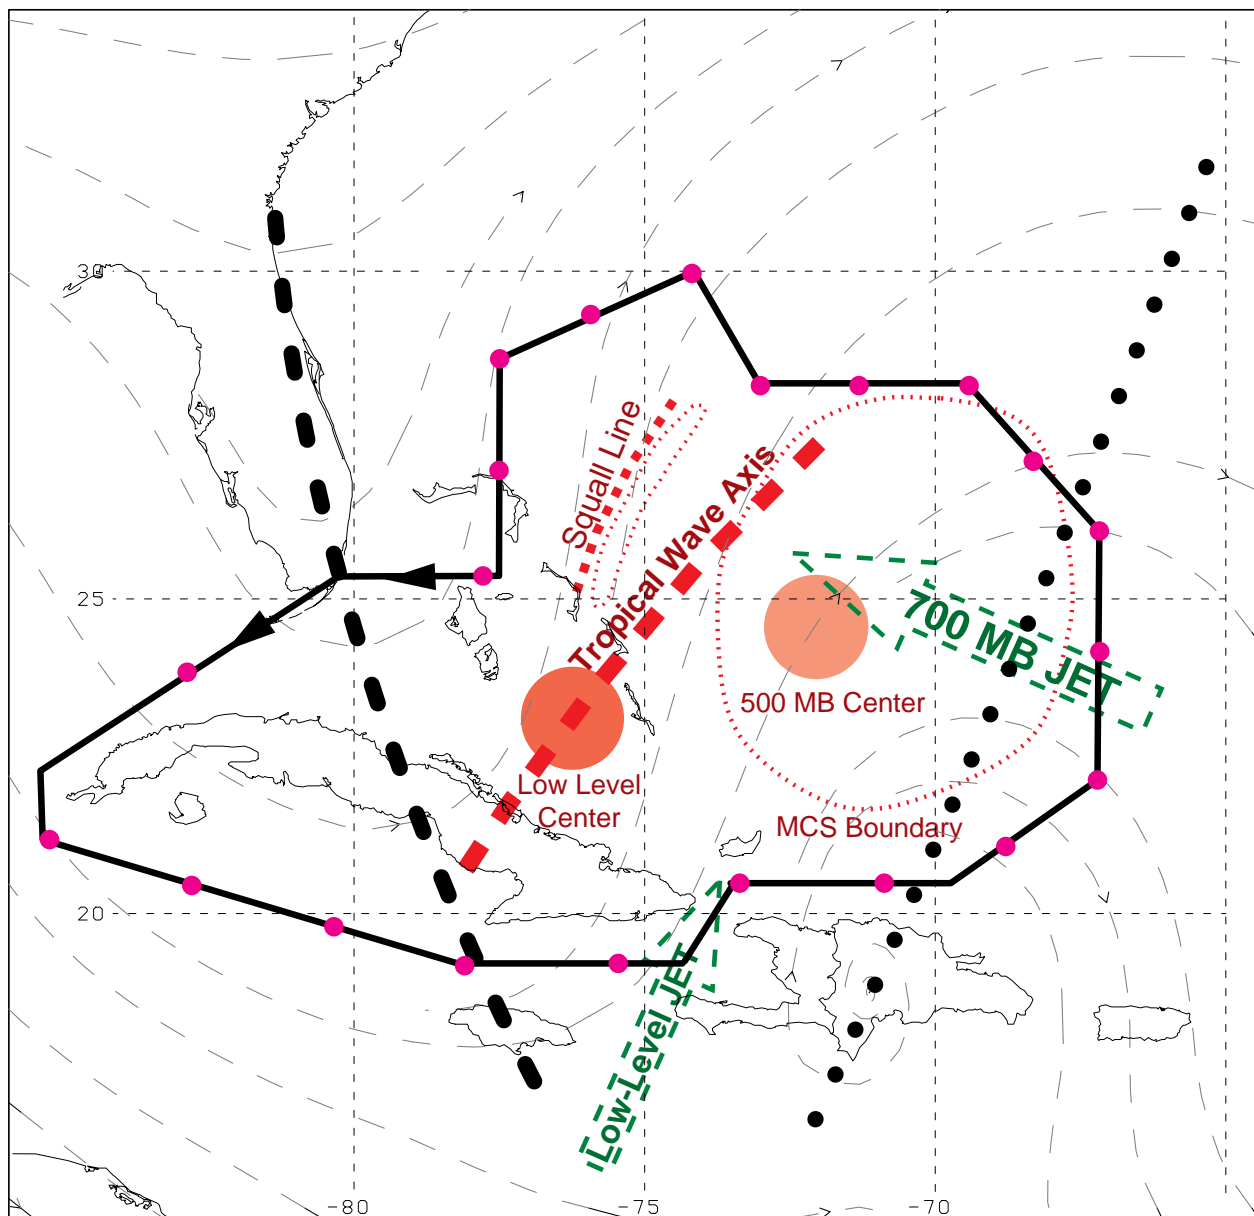 30
Squall Line
Tropical Wave Axis
25
700 MB JET
500 MB Center
Low Level
Center
MCS Boundary
20
Low-Level JET
-80
-75
-70